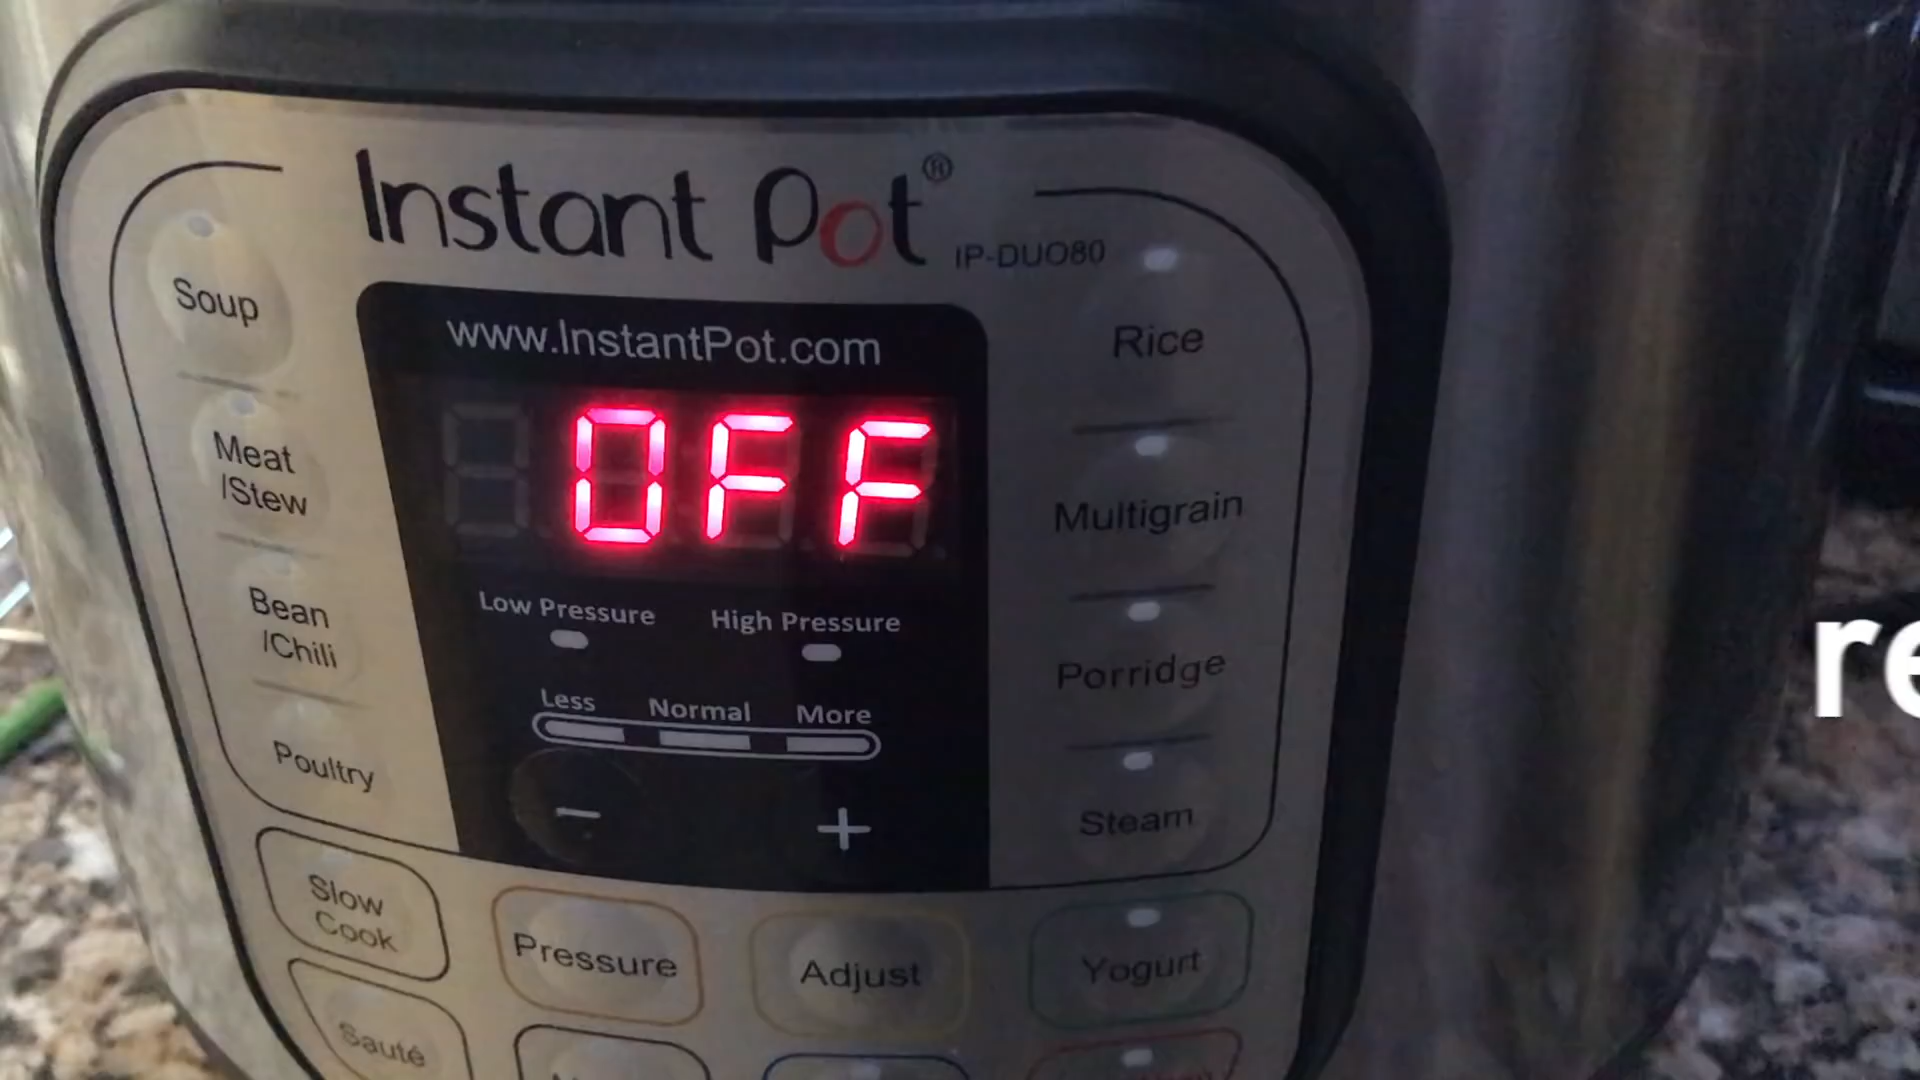 Instant Pot®
IP-DUO80
www.InstantPot.com
OFF
Low Pressure
High Pressure
Less Normal More
−
+
Soup
Meat
/Stew
Bean
/Chili
Poultry
Rice
Multigrain
Porridge
Steam
Slow
Cook
Pressure
Adjust
Yogurt
Sauté
re